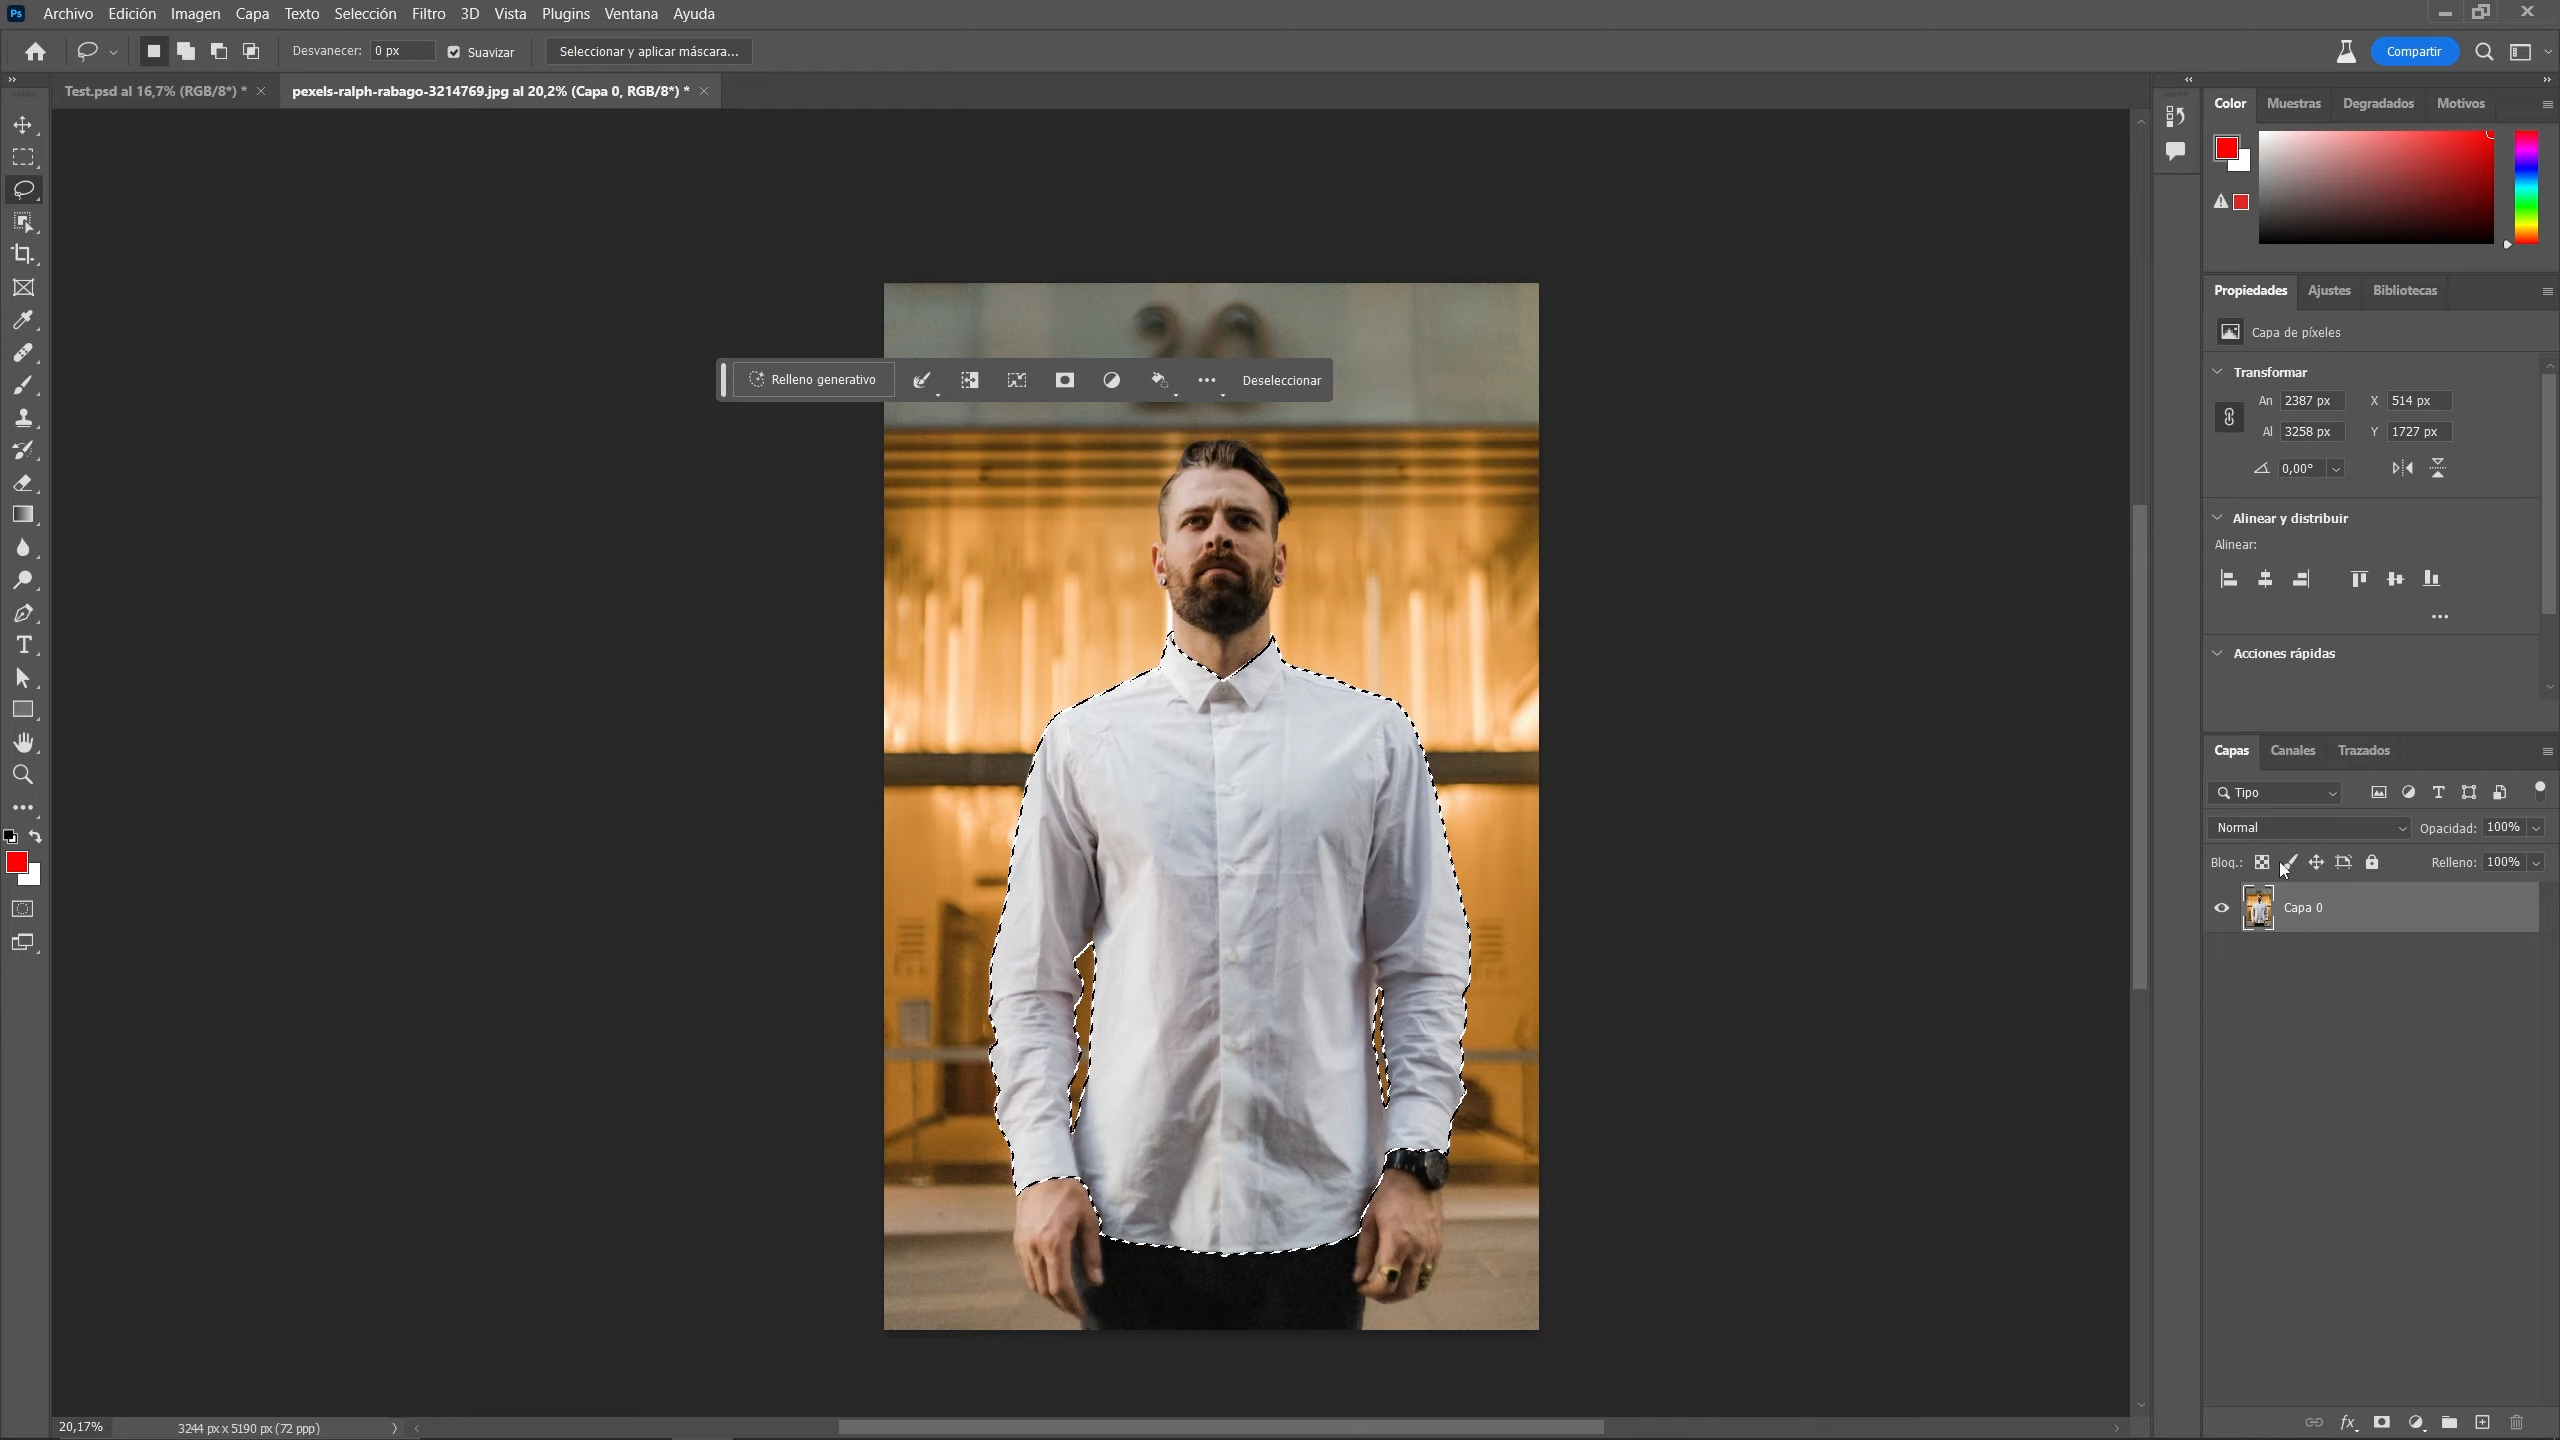 Ps Archivo Edición Imagen Capa Texto Selección Filtro 3D Vista Plugins Ventana Ayuda
Desvanecer: 0 px Suavizar Seleccionar y aplicar máscara... Compartir
Test.psd al 16,7% (RGB/8*) * pexels-ralph-rabago-3214769.jpg al 20,2% (Capa 0, RGB/8*) *
Color Muestras Degradados Motivos
Propiedades Ajustes Bibliotecas
Capa de píxeles
Transformar
An 2387 px X 514 px
Al 3258 px Y 1727 px
0,00°
Alinear y distribuir
Alinear:
Acciones rápidas
20
Relleno generativo Deseleccionar
Capas Canales Trazados
Tipo
Normal Opacidad: 100%
Bloq.: Relleno: 100%
Capa 0
fx
20,17% 3244 px x 5190 px (72 ppp)